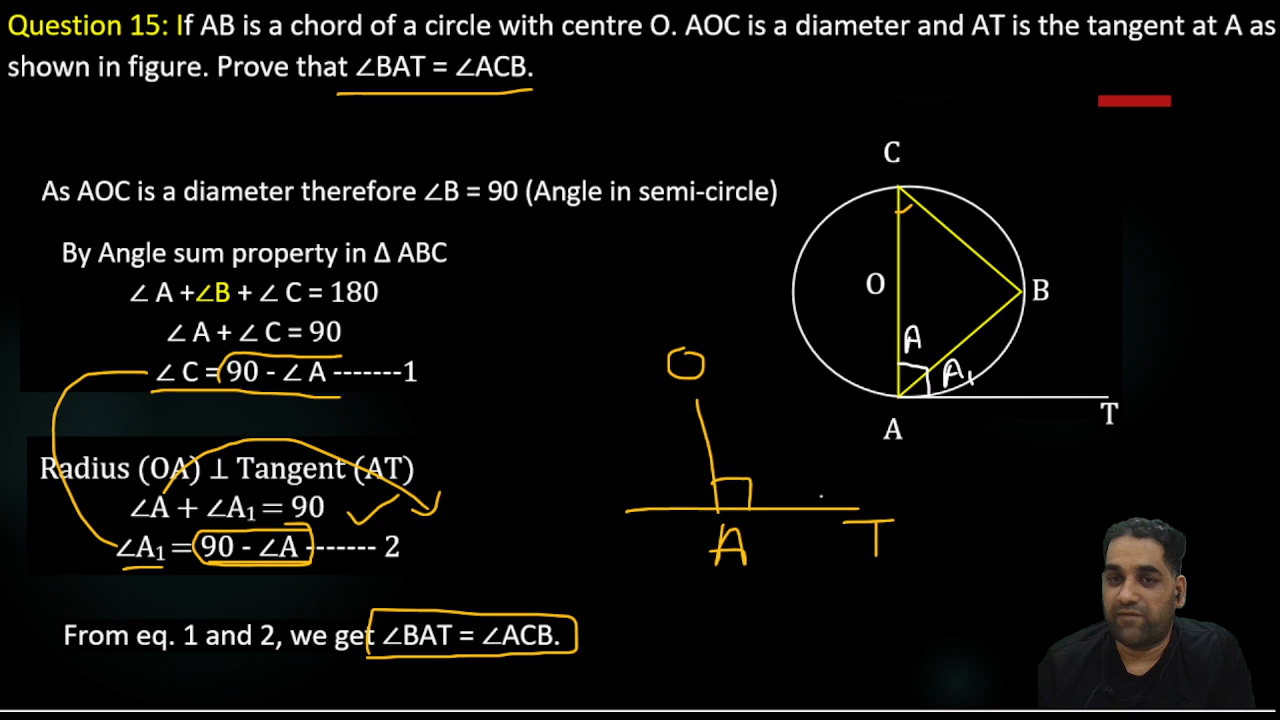 Question 15: If AB is a chord of a circle with centre O. AOC is a diameter and AT is the tangent at A as
shown in figure. Prove that ∠BAT = ∠ACB.
As AOC is a diameter therefore ∠B = 90 (Angle in semi-circle)
By Angle sum property in Δ ABC
∠ A +∠B + ∠ C = 180
∠ A + ∠ C = 90
∠ C = 90 - ∠ A -------1
Radius (OA) ⊥ Tangent (AT)
∠A + ∠A₁ = 90
∠A₁ = 90 - ∠A ------- 2
From eq. 1 and 2, we get ∠BAT = ∠ACB.
C
O
B
A
A₁
A
T
O
A
T